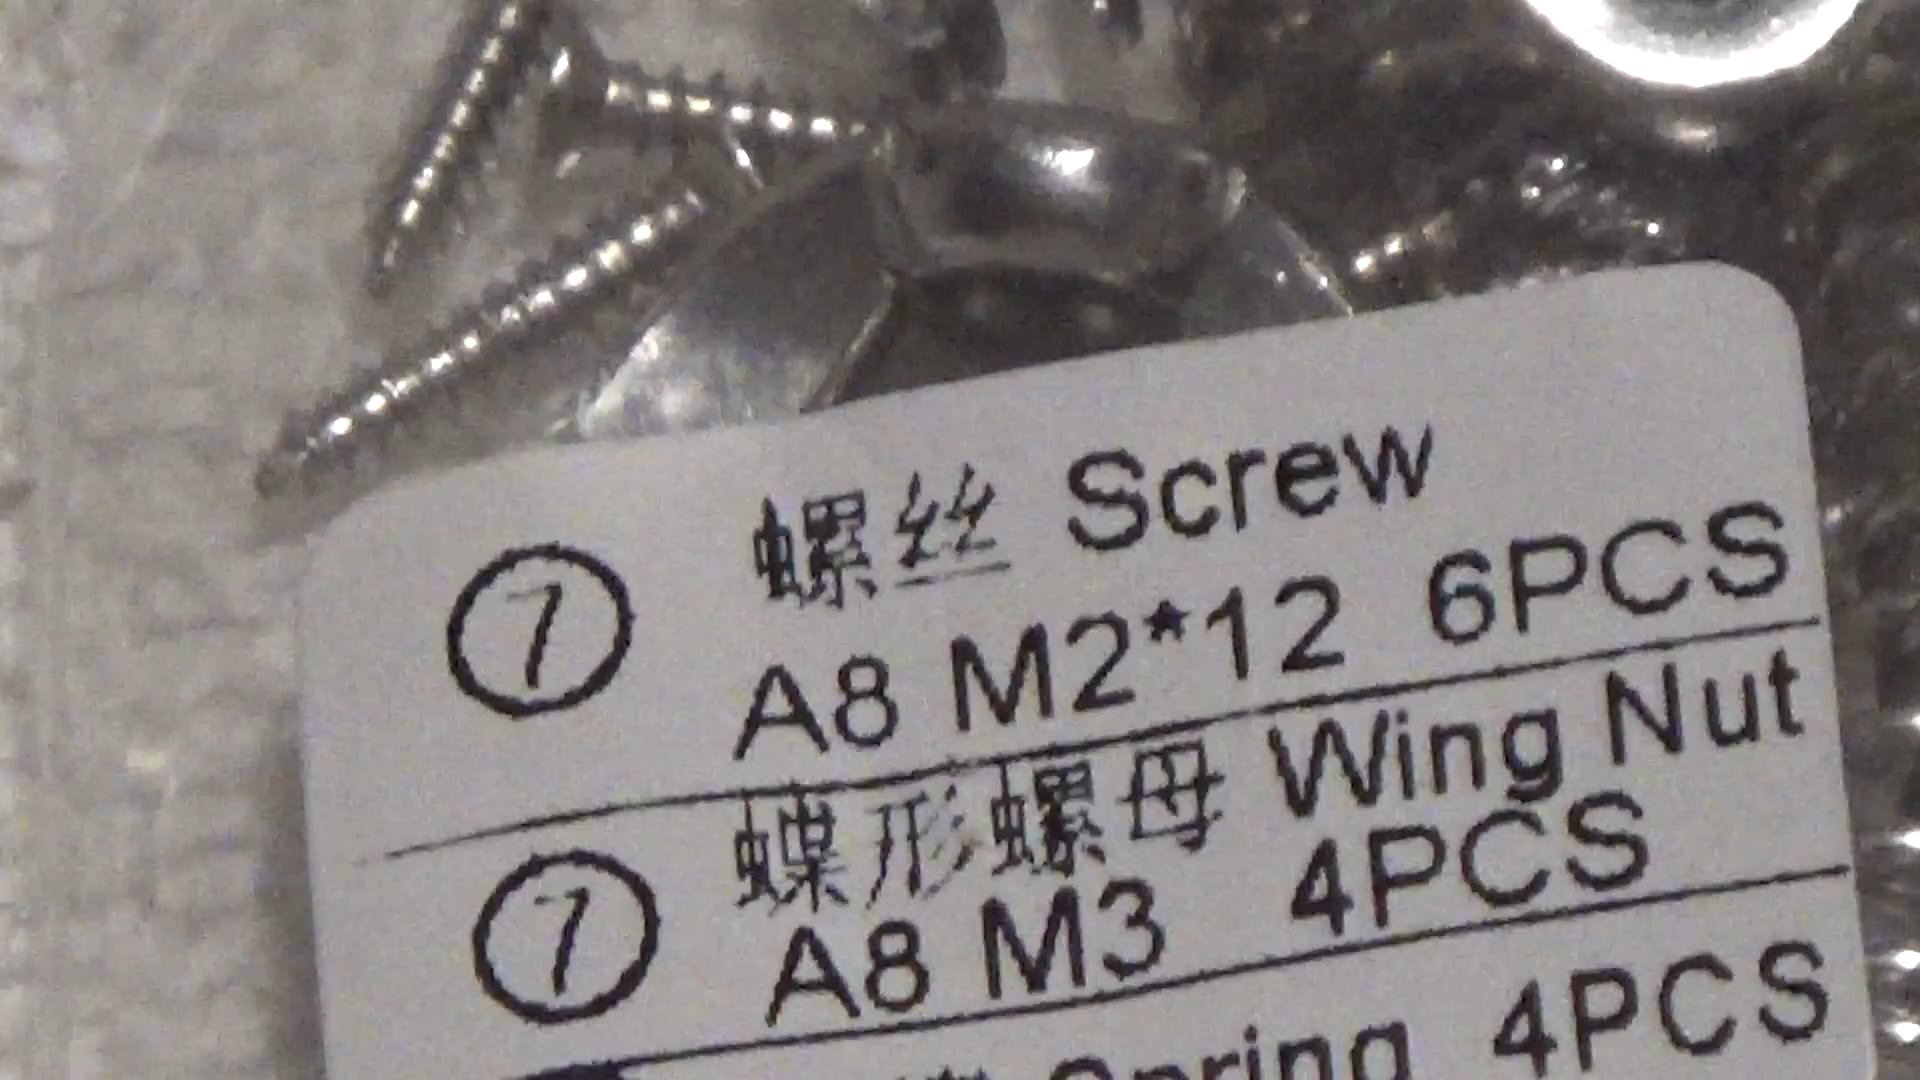 ⑦ 螺丝 Screw
A8 M2*12 6PCS
⑦ 蝶形螺母 Wing Nut
A8 M3 4PCS
Spring 4PCS